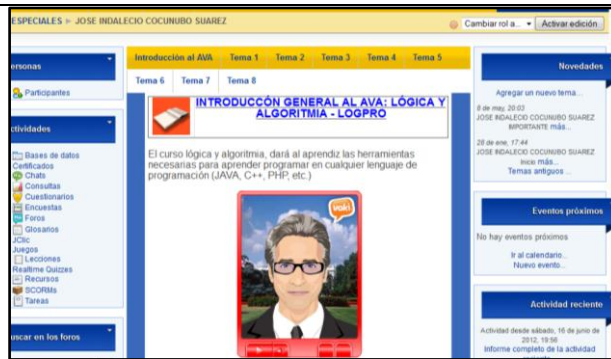 ESPECIALES ► JOSE INDALECIO COCUNUBO SUAREZ
Cambiar rol a...
Activar edición
ersonas
Participantes
ctividades
Bases de datos
Certificados
Chats
Consultas
Cuestionarios
Encuestas
Foros
Glosarios
JClic
Juegos
Lecciones
Realtime Quizzes
Recursos
SCORMs
Tareas
uscar en los foros
Introducción al AVA Tema 1 Tema 2 Tema 3 Tema 4 Tema 5
Tema 6 Tema 7 Tema 8
INTRODUCCÓN GENERAL AL AVA: LÓGICA Y
ALGORITMIA - LOGPRO
El curso lógica y algoritmia, dará al aprendiz las herramientas
necesarias para aprender programar en cualquier lenguaje de
programación (JAVA, C++, PHP, etc.)
voki
Novedades
Agregar un nuevo tema...
8 de may, 20:03
JOSE INDALECIO COCUNUBO SUAREZ
IMPORTANTE más...
28 de ene, 17:44
JOSE INDALECIO COCUNUBO SUAREZ
Inicio más...
Temas antiguos ...
Eventos próximos
No hay eventos próximos
Ir al calendario...
Nuevo evento...
Actividad reciente
Actividad desde sábado, 16 de junio de
2012, 19:56
Informe completo de la actividad